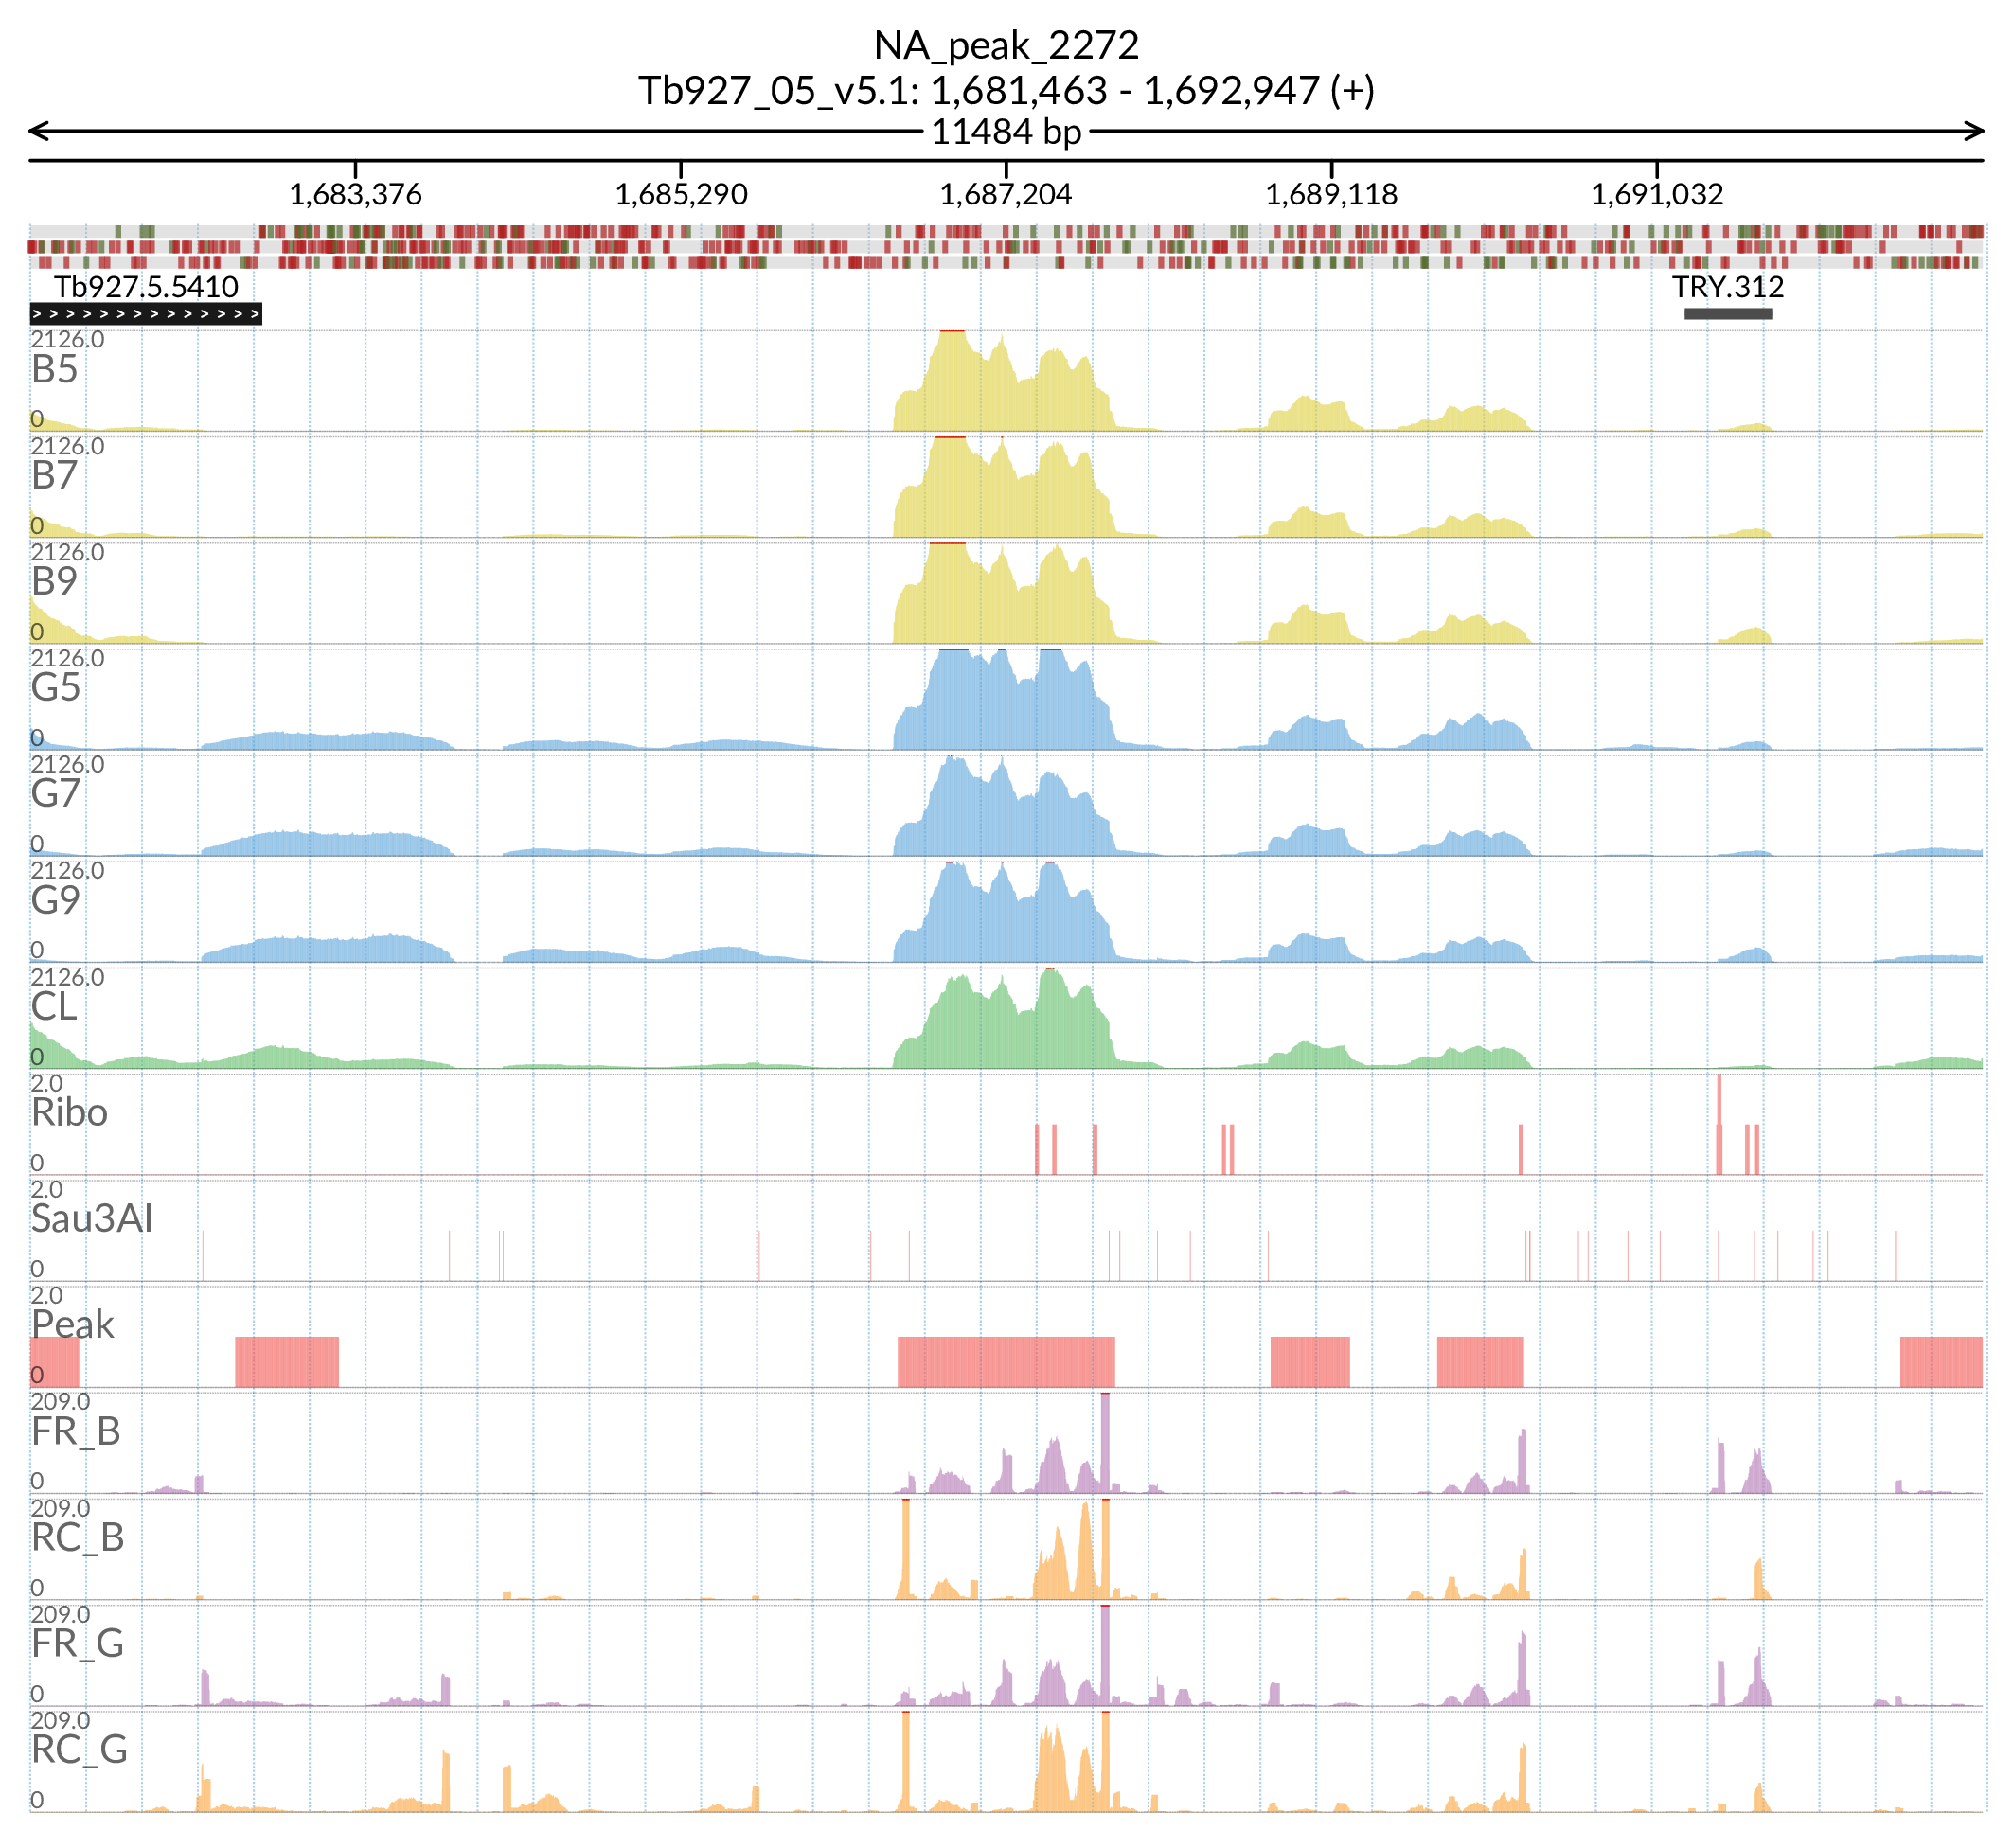 NA_peak_2272
Tb927_05_v5.1: 1,681,463 - 1,692,947 (+)
11484 bp
1,683,376 1,685,290 1,687,204 1,689,118 1,691,032
Tb927.5.5410 TRY.312
> > > > > > > > > > > > > >
2126.0
B5
0
2126.0
B7
0
2126.0
B9
0
2126.0
G5
0
2126.0
G7
0
2126.0
G9
0
2126.0
CL
0
2.0
Ribo
0
2.0
Sau3AI
0
2.0
Peak
0
209.0
FR_B
0
209.0
RC_B
0
209.0
FR_G
0
209.0
RC_G
0